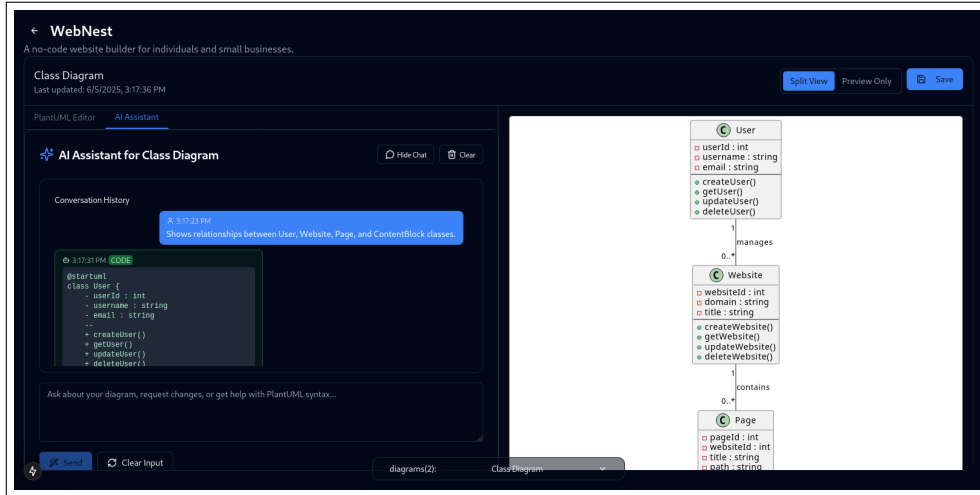 ← WebNest
A no-code website builder for individuals and small businesses.
Class Diagram
Last updated: 6/5/2025, 3:17:36 PM
Split View
Preview Only
Save
PlantUML Editor
AI Assistant
AI Assistant for Class Diagram
Hide Chat
Clear
Conversation History
3:17:23 PM
Shows relationships between User, Website, Page, and ContentBlock classes.
3:17:31 PM CODE
@startuml
class User {
- userId : int
- username : string
- email : string
--
+ createUser()
+ getUser()
+ updateUser()
+ deleteUser()
Ask about your diagram, request changes, or get help with PlantUML syntax...
Send
Clear Input
diagrams(2):
Class Diagram
C User
userId : int
username : string
email : string
createUser()
getUser()
updateUser()
deleteUser()
1
manages
0..*
C Website
websiteId : int
domain : string
title : string
createWebsite()
getWebsite()
updateWebsite()
deleteWebsite()
1
contains
0..*
C Page
pageId : int
websiteId : int
title : string
path : string